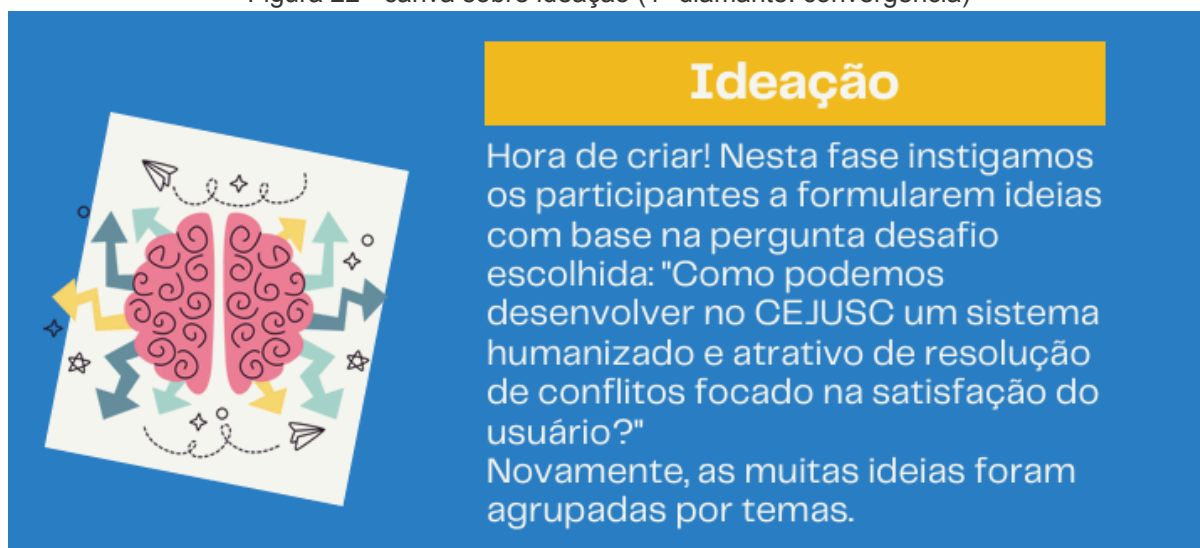 Ideação
Hora de criar! Nesta fase instigamos
os participantes a formularem ideias
com base na pergunta desafio
escolhida: "Como podemos
desenvolver no CEJUSC um sistema
humanizado e atrativo de resolução
de conflitos focado na satisfação do
usuário?"
Novamente, as muitas ideias foram
agrupadas por temas.